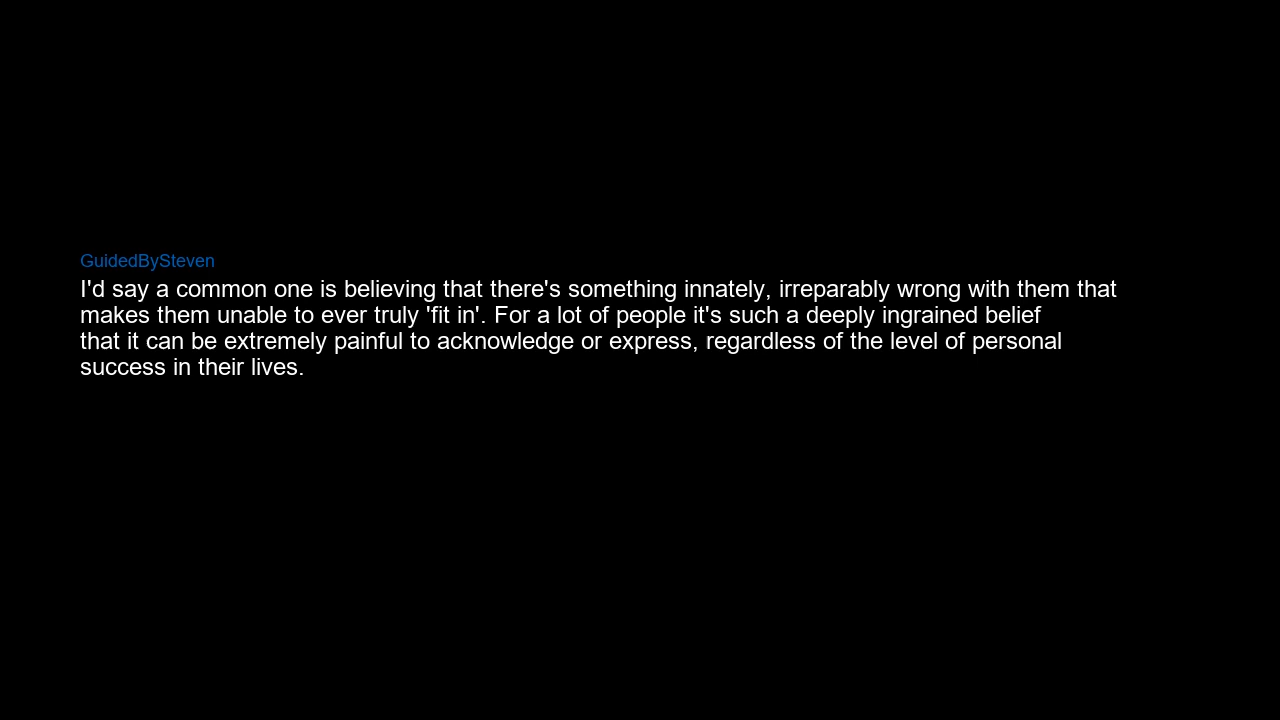 GuidedBySteven
I'd say a common one is believing that there's something innately, irreparably wrong with them that
makes them unable to ever truly 'fit in'. For a lot of people it's such a deeply ingrained belief
that it can be extremely painful to acknowledge or express, regardless of the level of personal
success in their lives.